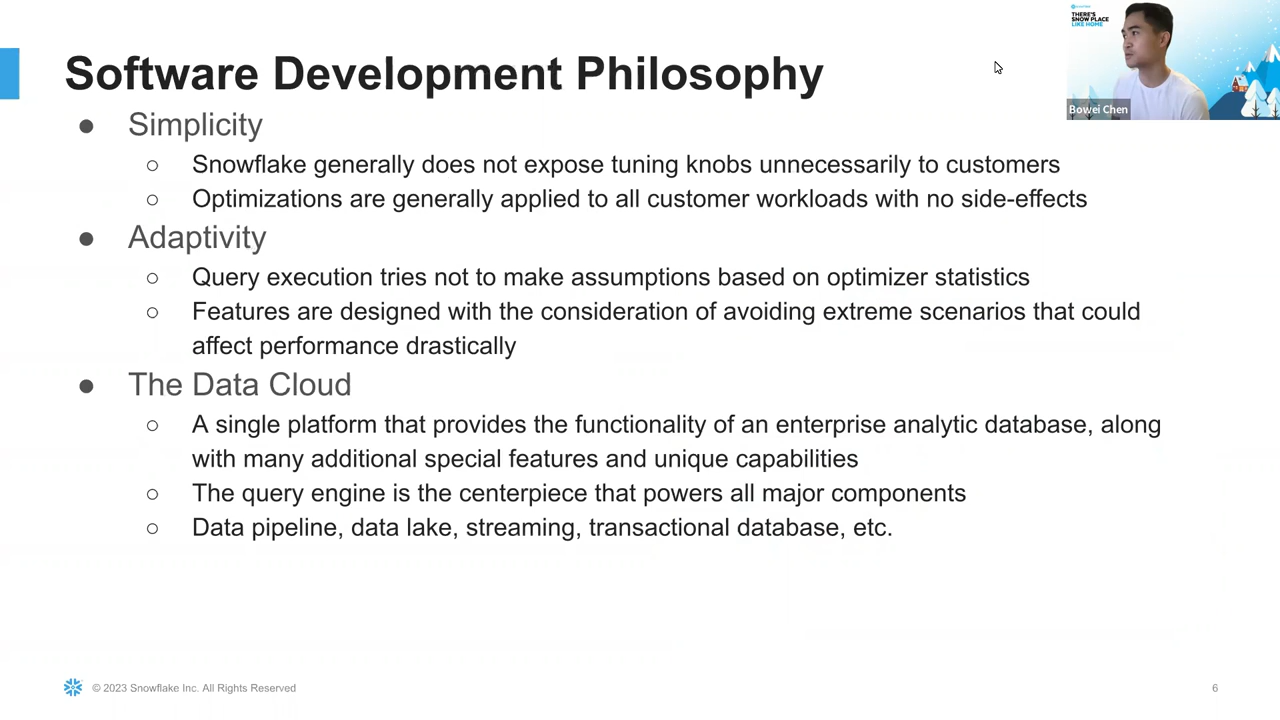 Software Development Philosophy
● Simplicity
○ Snowflake generally does not expose tuning knobs unnecessarily to customers
○ Optimizations are generally applied to all customer workloads with no side-effects
● Adaptivity
○ Query execution tries not to make assumptions based on optimizer statistics
○ Features are designed with the consideration of avoiding extreme scenarios that could
affect performance drastically
● The Data Cloud
○ A single platform that provides the functionality of an enterprise analytic database, along
with many additional special features and unique capabilities
○ The query engine is the centerpiece that powers all major components
○ Data pipeline, data lake, streaming, transactional database, etc.
© 2023 Snowflake Inc. All Rights Reserved
6
THERE'S
SNOW PLACE
LIKE HOME
Bowei Chen